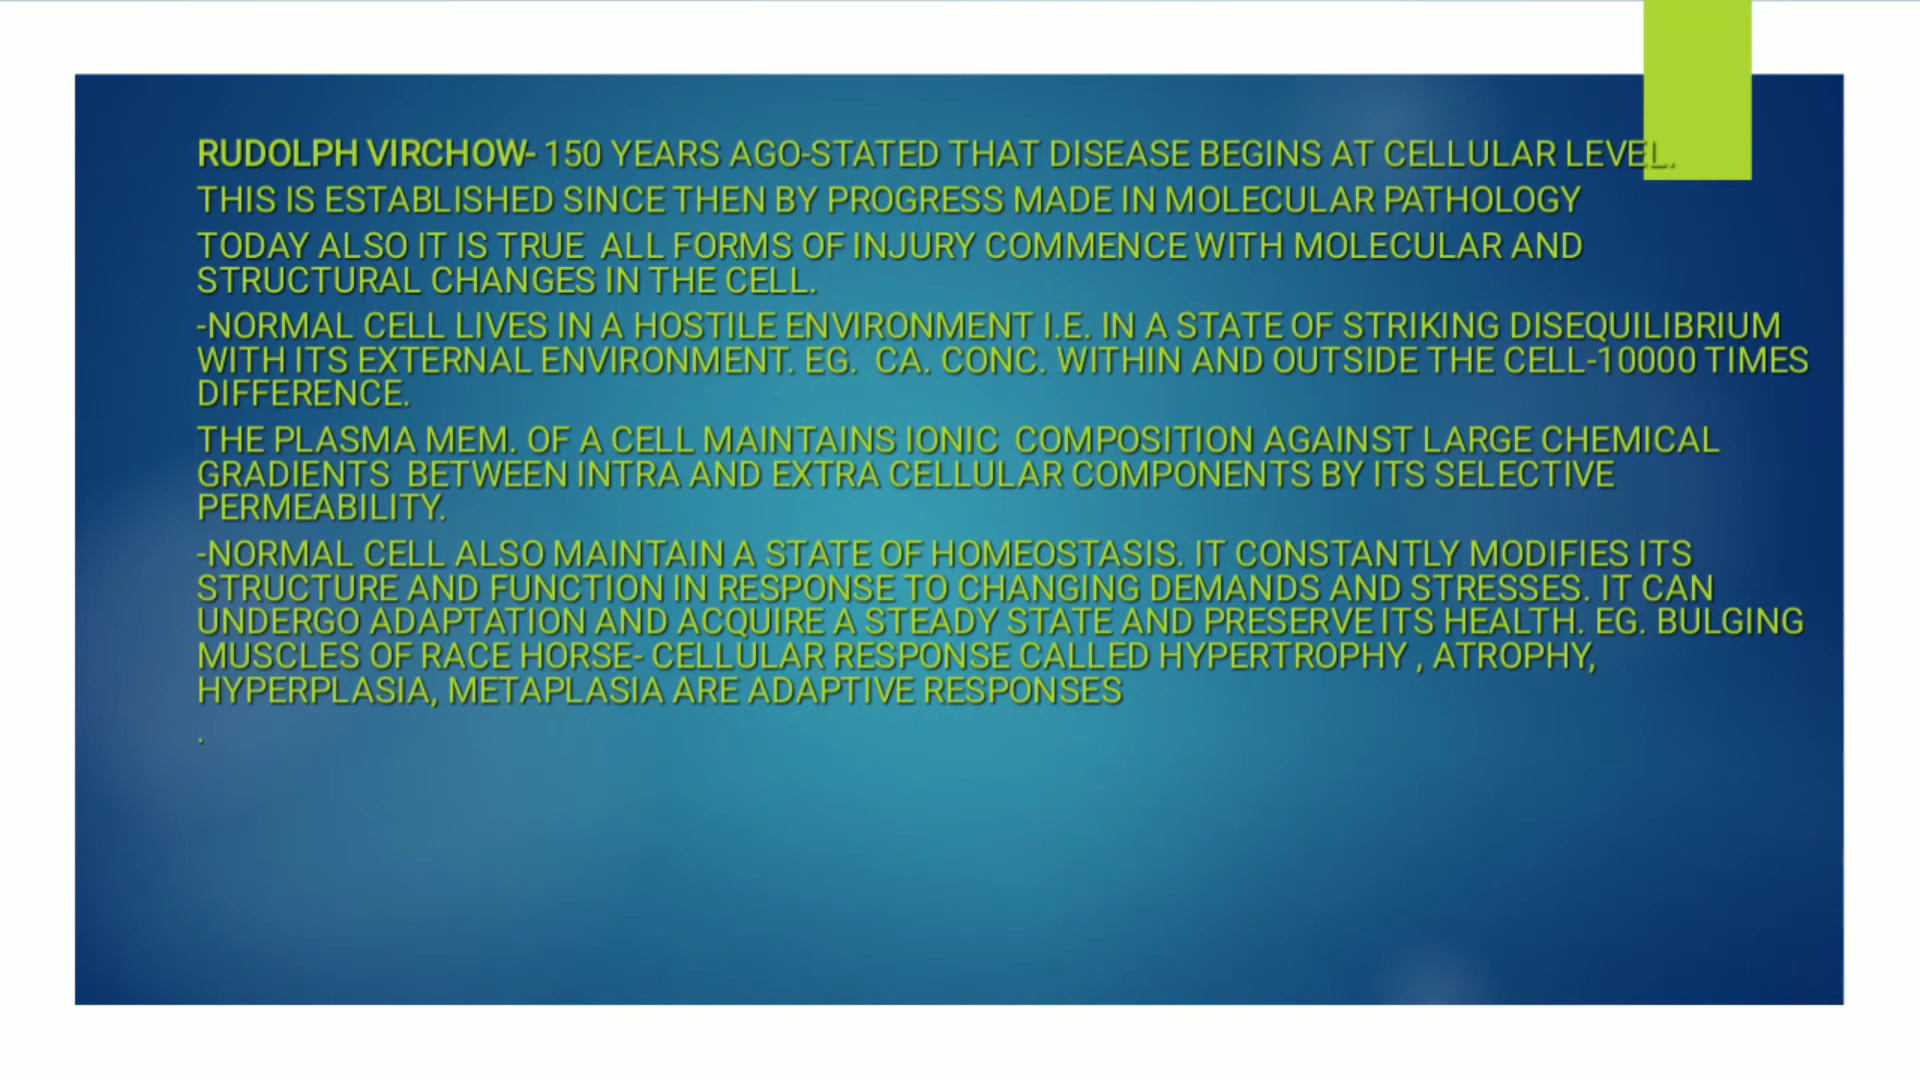 RUDOLPH VIRCHOW- 150 YEARS AGO-STATED THAT DISEASE BEGINS AT CELLULAR LEVEL.
THIS IS ESTABLISHED SINCE THEN BY PROGRESS MADE IN MOLECULAR PATHOLOGY
TODAY ALSO IT IS TRUE  ALL FORMS OF INJURY COMMENCE WITH MOLECULAR AND
STRUCTURAL CHANGES IN THE CELL.
-NORMAL CELL LIVES IN A HOSTILE ENVIRONMENT I.E. IN A STATE OF STRIKING DISEQUILIBRIUM
WITH ITS EXTERNAL ENVIRONMENT. EG.  CA. CONC. WITHIN AND OUTSIDE THE CELL-10000 TIMES
DIFFERENCE.
THE PLASMA MEM. OF A CELL MAINTAINS IONIC  COMPOSITION AGAINST LARGE CHEMICAL
GRADIENTS  BETWEEN INTRA AND EXTRA CELLULAR COMPONENTS BY ITS SELECTIVE
PERMEABILITY.
-NORMAL CELL ALSO MAINTAIN A STATE OF HOMEOSTASIS. IT CONSTANTLY MODIFIES ITS
STRUCTURE AND FUNCTION IN RESPONSE TO CHANGING DEMANDS AND STRESSES. IT CAN
UNDERGO ADAPTATION AND ACQUIRE A STEADY STATE AND PRESERVE ITS HEALTH. EG. BULGING
MUSCLES OF RACE HORSE- CELLULAR RESPONSE CALLED HYPERTROPHY , ATROPHY,
HYPERPLASIA, METAPLASIA ARE ADAPTIVE RESPONSES
.